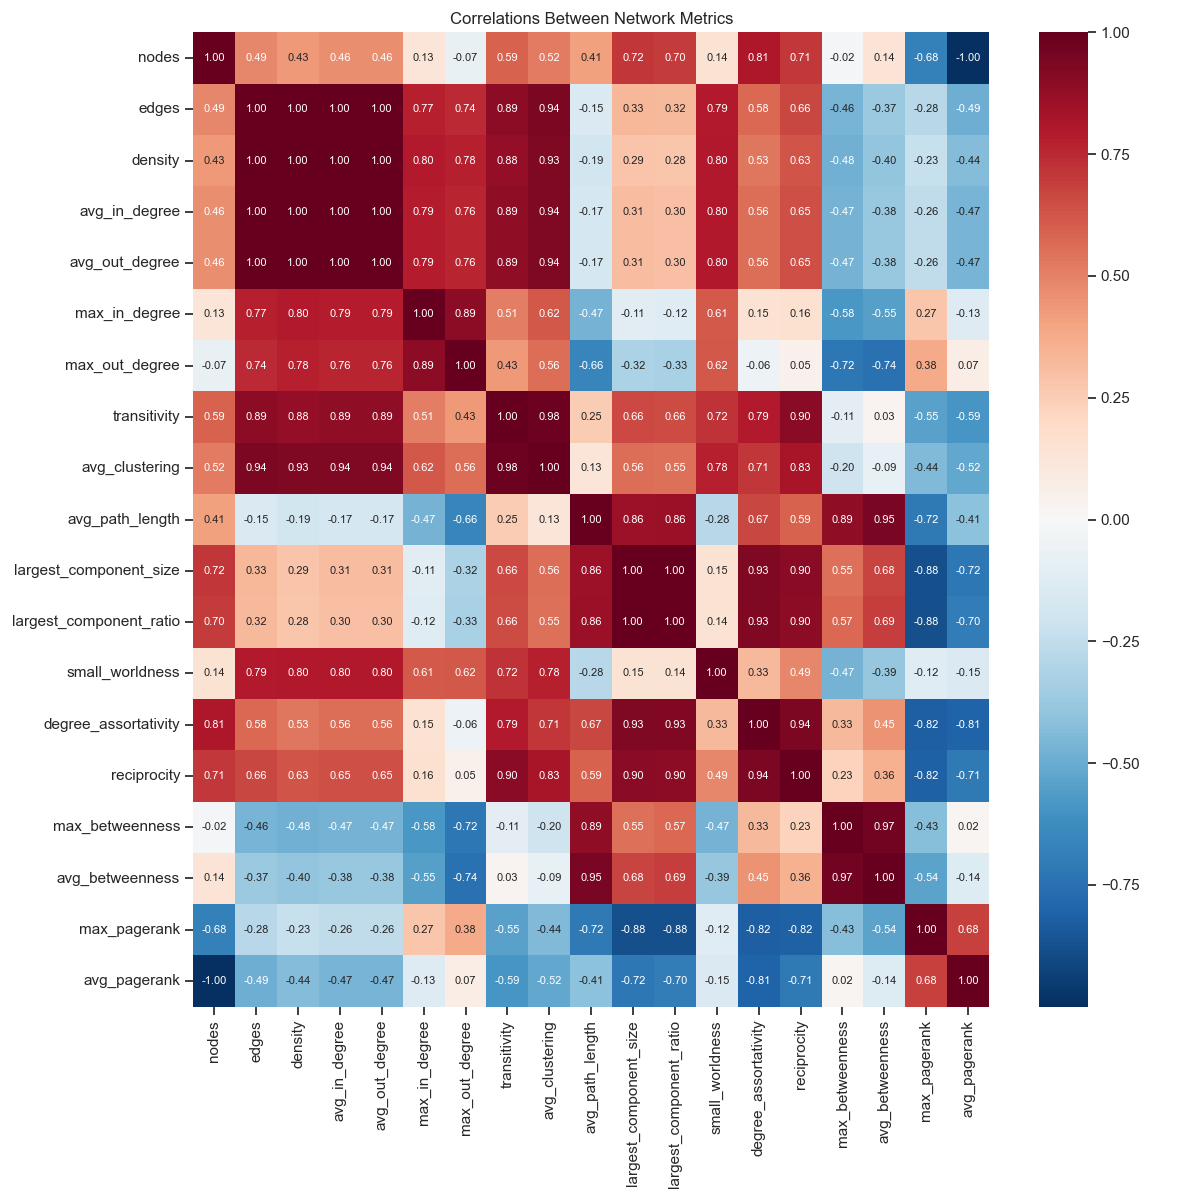 Correlations Between Network Metrics
nodes 1.00 0.49 0.43 0.46 0.46 0.13 -0.07 0.59 0.52 0.41 0.72 0.70 0.14 0.81 0.71 -0.02 0.14 -0.68 -1.00
edges 0.49 1.00 1.00 1.00 1.00 0.77 0.74 0.89 0.94 -0.15 0.33 0.32 0.79 0.58 0.66 -0.46 -0.37 -0.28 -0.49
density 0.43 1.00 1.00 1.00 1.00 0.80 0.78 0.88 0.93 -0.19 0.29 0.28 0.80 0.53 0.63 -0.48 -0.40 -0.23 -0.44
avg_in_degree 0.46 1.00 1.00 1.00 1.00 0.79 0.76 0.89 0.94 -0.17 0.31 0.30 0.80 0.56 0.65 -0.47 -0.38 -0.26 -0.47
avg_out_degree 0.46 1.00 1.00 1.00 1.00 0.79 0.76 0.89 0.94 -0.17 0.31 0.30 0.80 0.56 0.65 -0.47 -0.38 -0.26 -0.47
max_in_degree 0.13 0.77 0.80 0.79 0.79 1.00 0.89 0.51 0.62 -0.47 -0.11 -0.12 0.61 0.15 0.16 -0.58 -0.55 0.27 -0.13
max_out_degree -0.07 0.74 0.78 0.76 0.76 0.89 1.00 0.43 0.56 -0.66 -0.32 -0.33 0.62 -0.06 0.05 -0.72 -0.74 0.38 0.07
transitivity 0.59 0.89 0.88 0.89 0.89 0.51 0.43 1.00 0.98 0.25 0.66 0.66 0.72 0.79 0.90 -0.11 0.03 -0.55 -0.59
avg_clustering 0.52 0.94 0.93 0.94 0.94 0.62 0.56 0.98 1.00 0.13 0.56 0.55 0.78 0.71 0.83 -0.20 -0.09 -0.44 -0.52
avg_path_length 0.41 -0.15 -0.19 -0.17 -0.17 -0.47 -0.66 0.25 0.13 1.00 0.86 0.86 -0.28 0.67 0.59 0.89 0.95 -0.72 -0.41
largest_component_size 0.72 0.33 0.29 0.31 0.31 -0.11 -0.32 0.66 0.56 0.86 1.00 1.00 0.15 0.93 0.90 0.55 0.68 -0.88 -0.72
largest_component_ratio 0.70 0.32 0.28 0.30 0.30 -0.12 -0.33 0.66 0.55 0.86 1.00 1.00 0.14 0.93 0.90 0.57 0.69 -0.88 -0.70
small_worldness 0.14 0.79 0.80 0.80 0.80 0.61 0.62 0.72 0.78 -0.28 0.15 0.14 1.00 0.33 0.49 -0.47 -0.39 -0.12 -0.15
degree_assortativity 0.81 0.58 0.53 0.56 0.56 0.15 -0.06 0.79 0.71 0.67 0.93 0.93 0.33 1.00 0.94 0.33 0.45 -0.82 -0.81
reciprocity 0.71 0.66 0.63 0.65 0.65 0.16 0.05 0.90 0.83 0.59 0.90 0.90 0.49 0.94 1.00 0.23 0.36 -0.82 -0.71
max_betweenness -0.02 -0.46 -0.48 -0.47 -0.47 -0.58 -0.72 -0.11 -0.20 0.89 0.55 0.57 -0.47 0.33 0.23 1.00 0.97 -0.43 0.02
avg_betweenness 0.14 -0.37 -0.40 -0.38 -0.38 -0.55 -0.74 0.03 -0.09 0.95 0.68 0.69 -0.39 0.45 0.36 0.97 1.00 -0.54 -0.14
max_pagerank -0.68 -0.28 -0.23 -0.26 -0.26 0.27 0.38 -0.55 -0.44 -0.72 -0.88 -0.88 -0.12 -0.82 -0.82 -0.43 -0.54 1.00 0.68
avg_pagerank -1.00 -0.49 -0.44 -0.47 -0.47 -0.13 0.07 -0.59 -0.52 -0.41 -0.72 -0.70 -0.15 -0.81 -0.71 0.02 -0.14 0.68 1.00
nodes
edges
density
avg_in_degree
avg_out_degree
max_in_degree
max_out_degree
transitivity
avg_clustering
avg_path_length
largest_component_size
largest_component_ratio
small_worldness
degree_assortativity
reciprocity
max_betweenness
avg_betweenness
max_pagerank
avg_pagerank
1.00
0.75
0.50
0.25
0.00
−0.25
−0.50
−0.75